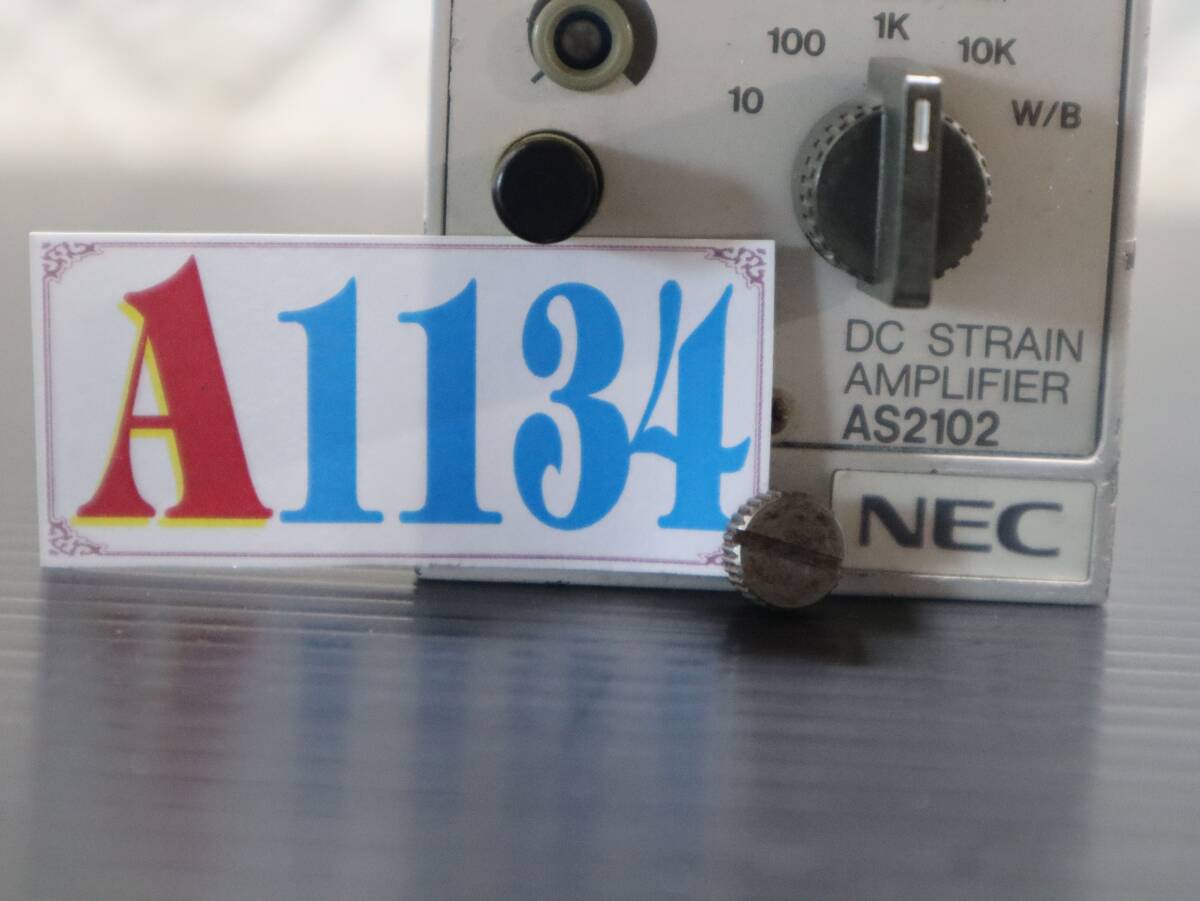 1K
100
10K
10
W/B
A1134
DC STRAIN
AMPLIFIER
AS2102
NEC